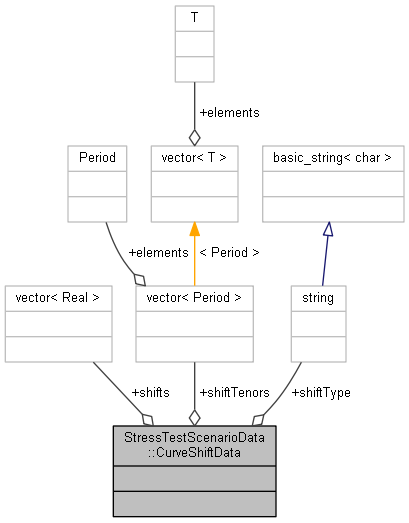 T
+elements
Period
vector< T >
basic_string< char >
+elements
< Period >
vector< Real >
vector< Period >
string
+shifts
+shiftTenors
+shiftType
StressTestScenarioData
::CurveShiftData